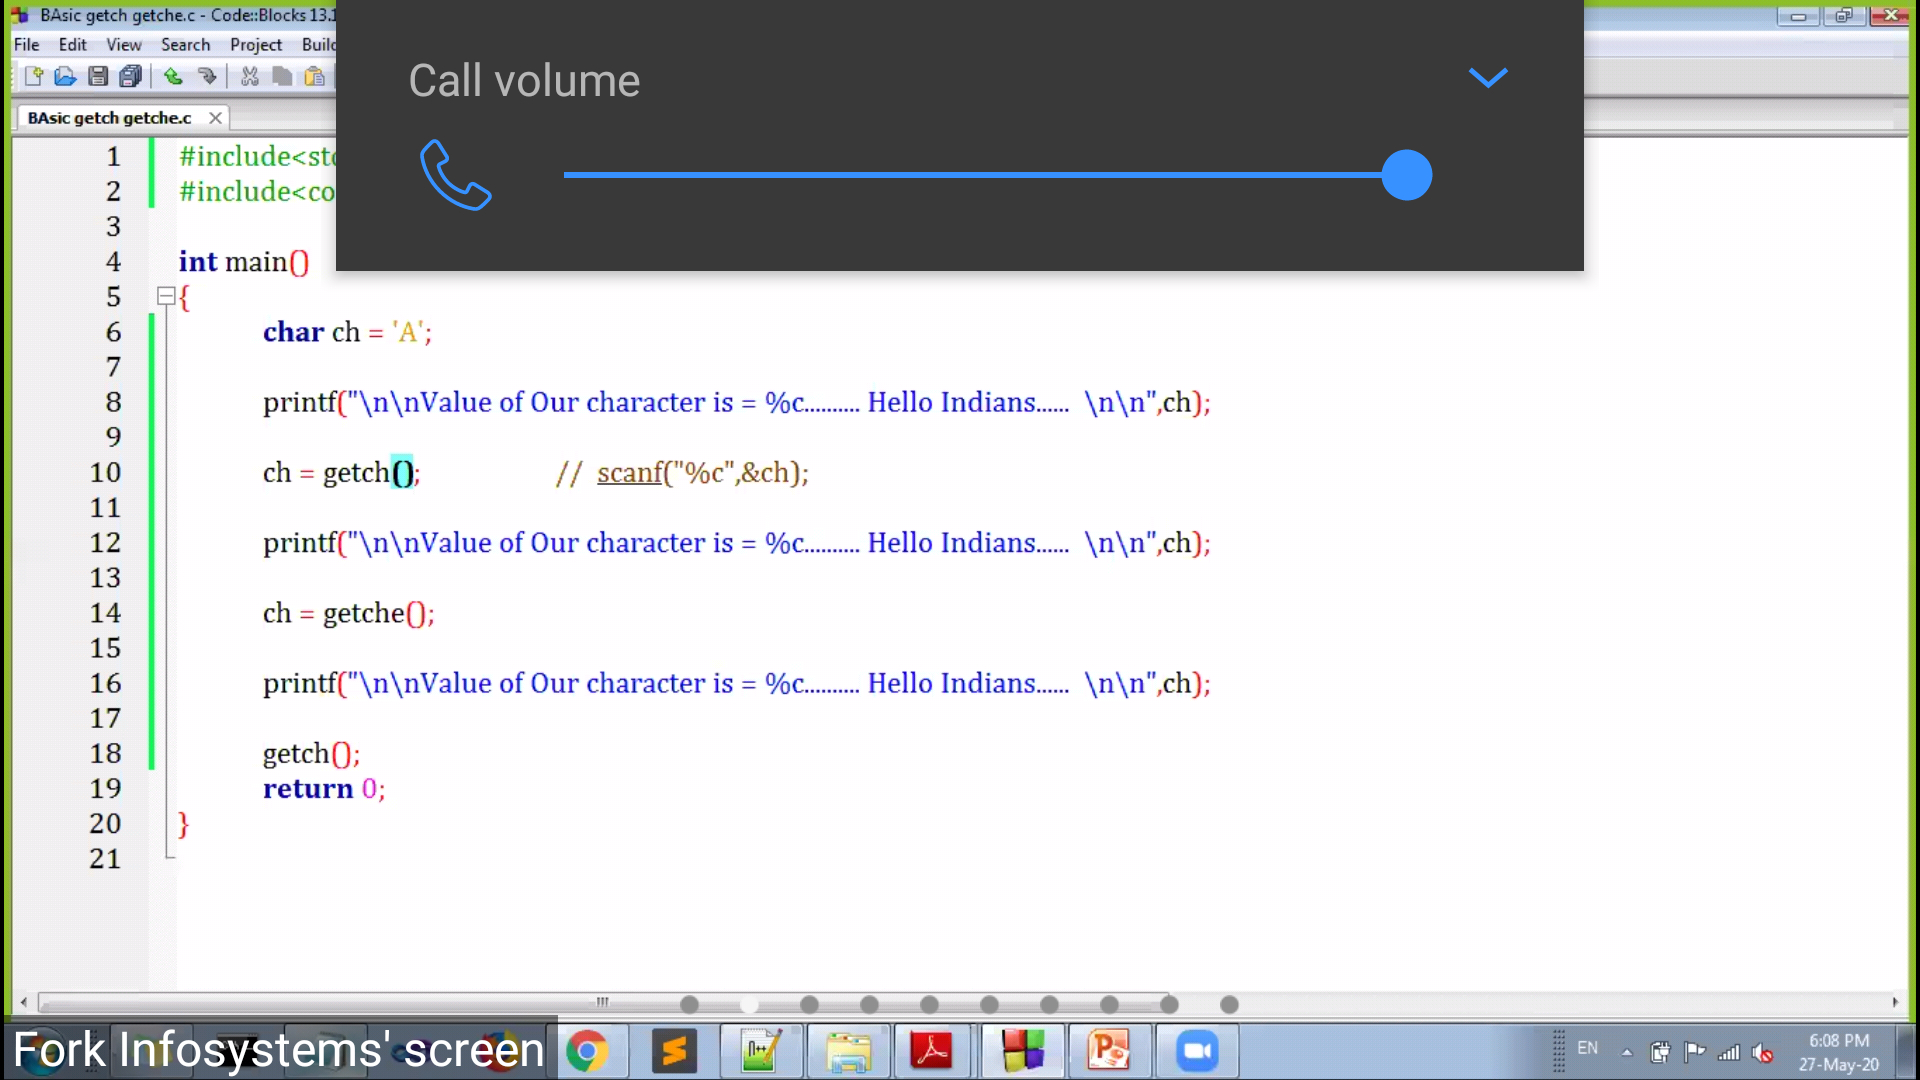 BAsic getch getche.c - Code::Blocks 13.1
File Edit View Search Project Build
Call volume
BAsic getch getche.c
1 #include<std
2 #include<co
3
4 int main()
5 {
6 char ch = 'A';
7
8 printf("\n\nValue of Our character is = %c.......... Hello Indians...... \n\n",ch);
9
10 ch = getch(); // scanf("%c",&ch);
11
12 printf("\n\nValue of Our character is = %c.......... Hello Indians...... \n\n",ch);
13
14 ch = getche();
15
16 printf("\n\nValue of Our character is = %c.......... Hello Indians...... \n\n",ch);
17
18 getch();
19 return 0;
20 }
21
Fork Infosystems' screen
EN
6:08 PM
27-May-20